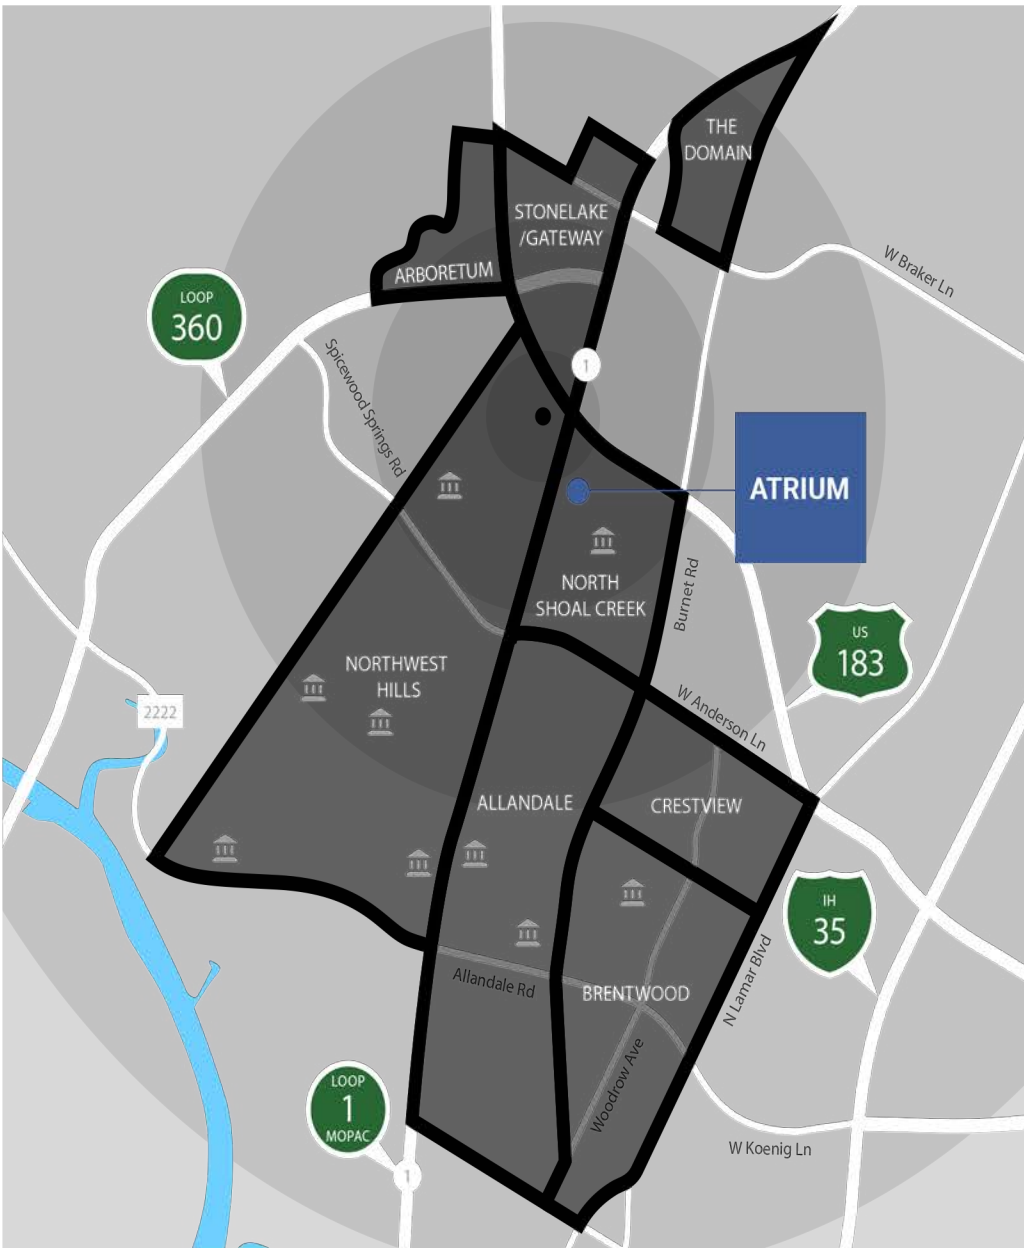 THE
DOMAIN
STONELAKE
/GATEWAY
W Braker Ln
ARBORETUM
LOOP
360
Spicewood Springs Rd
1
ATRIUM
NORTH
SHOAL CREEK
Burnet Rd
US
183
NORTHWEST
HILLS
2222
W Anderson Ln
ALLANDALE
CRESTVIEW
IH
35
Allandale Rd
BRENTWOOD
N Lamar Blvd
Woodrow Ave
LOOP
1
MOPAC
W Koenig Ln
1